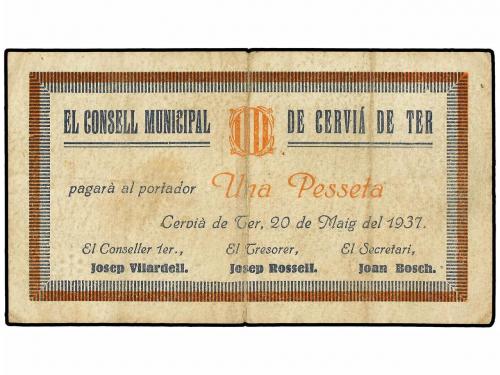 EL CONSELL MUNICIPAL DE CERVIÁ DE TER
pagarà al portador Una Pesseta
Cervià de Ter, 20 de Maig del 1937.
El Conseller 1er., El Tresorer, El Secretari,
Josep Vilardell. Josep Rossell. Joan Bosch.